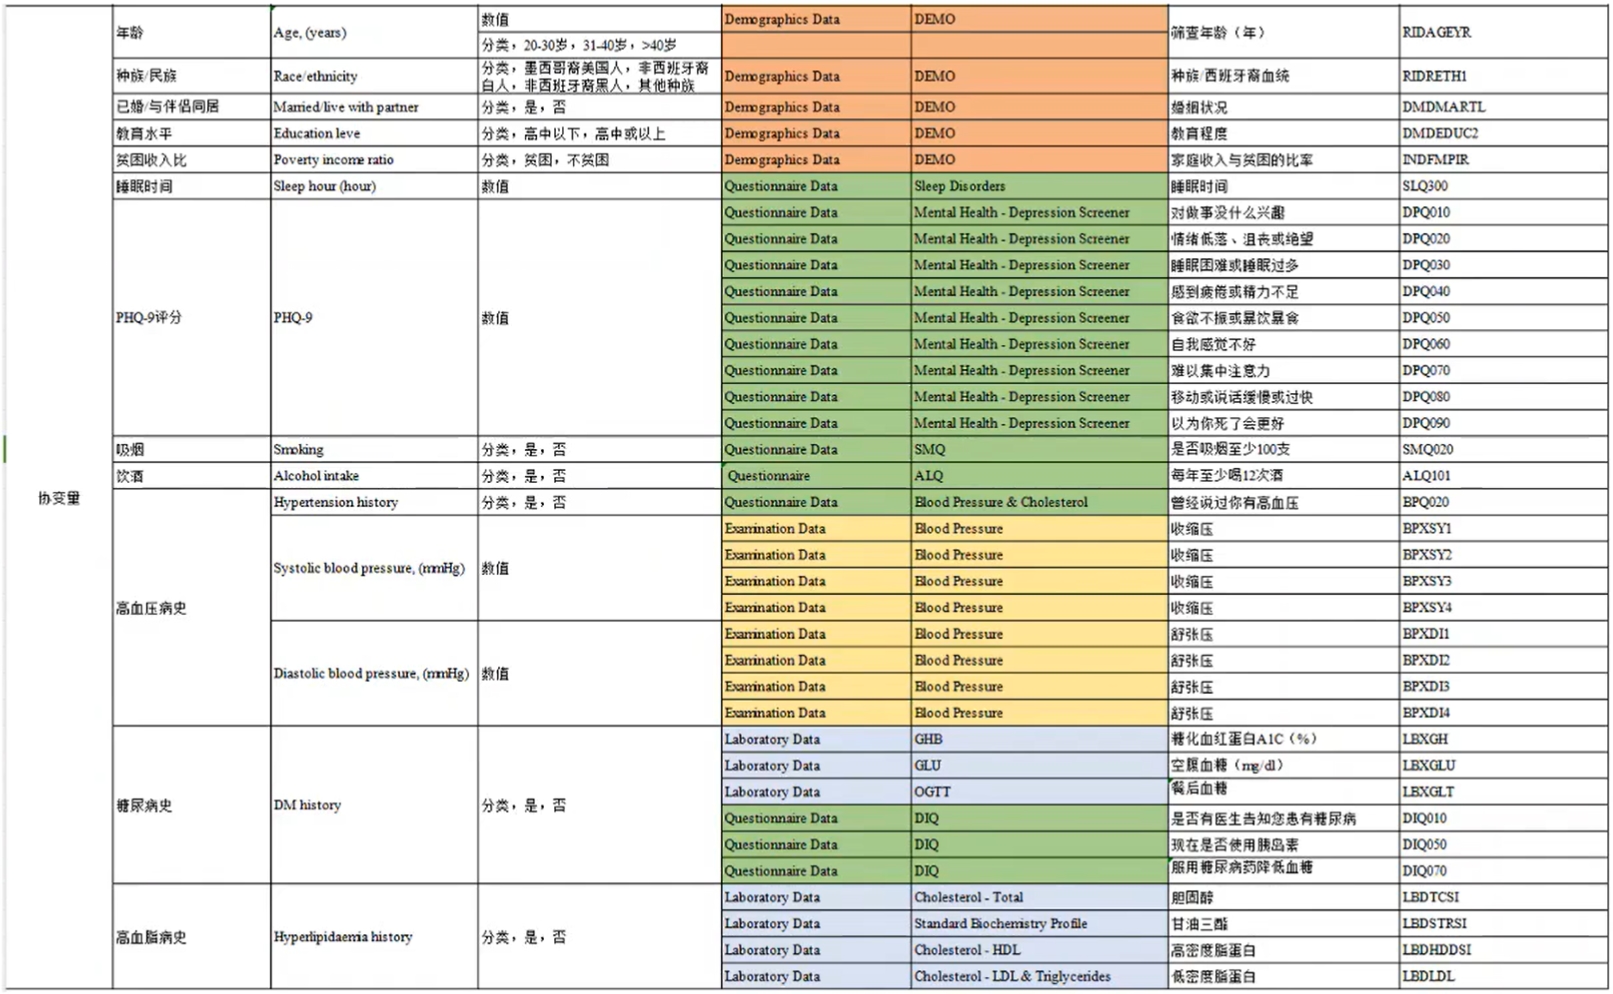 协变量
年龄 Age, (years) 数值 Demographics Data DEMO 筛查年龄（年） RIDAGEYR
分类，20-30岁，31-40岁，>40岁
种族/民族 Race/ethnicity 分类，墨西哥裔美国人，非西班牙裔 Demographics Data DEMO 种族/西班牙裔血统 RIDRETH1
白人，非西班牙裔黑人，其他种族
已婚/与伴侣同居 Married/live with partner 分类，是，否 Demographics Data DEMO 婚姻状况 DMDMARTL
教育水平 Education leve 分类，高中以下，高中或以上 Demographics Data DEMO 教育程度 DMDEDUC2
贫困收入比 Poverty income ratio 分类，贫困，不贫困 Demographics Data DEMO 家庭收入与贫困的比率 INDFMPIR
睡眠时间 Sleep hour (hour) 数值 Questionnaire Data Sleep Disorders 睡眠时间 SLQ300
PHQ-9评分 PHQ-9 数值
Questionnaire Data Mental Health - Depression Screener 对做事没什么兴趣 DPQ010
Questionnaire Data Mental Health - Depression Screener 情绪低落、沮丧或绝望 DPQ020
Questionnaire Data Mental Health - Depression Screener 睡眠困难或睡眠过多 DPQ030
Questionnaire Data Mental Health - Depression Screener 感到疲倦或精力不足 DPQ040
Questionnaire Data Mental Health - Depression Screener 食欲不振或暴饮暴食 DPQ050
Questionnaire Data Mental Health - Depression Screener 自我感觉不好 DPQ060
Questionnaire Data Mental Health - Depression Screener 难以集中注意力 DPQ070
Questionnaire Data Mental Health - Depression Screener 移动或说话缓慢或过快 DPQ080
Questionnaire Data Mental Health - Depression Screener 以为你死了会更好 DPQ090
吸烟 Smoking 分类，是，否 Questionnaire Data SMQ 是否吸烟至少100支 SMQ020
饮酒 Alcohol intake 分类，是，否 Questionnaire ALQ 每年至少喝12次酒 ALQ101
高血压病史
Hypertension history 分类，是，否 Questionnaire Data Blood Pressure & Cholesterol 曾经说过你有高血压 BPQ020
Systolic blood pressure, (mmHg) 数值
Examination Data Blood Pressure 收缩压 BPXSY1
Examination Data Blood Pressure 收缩压 BPXSY2
Examination Data Blood Pressure 收缩压 BPXSY3
Examination Data Blood Pressure 收缩压 BPXSY4
Diastolic blood pressure, (mmHg) 数值
Examination Data Blood Pressure 舒张压 BPXDI1
Examination Data Blood Pressure 舒张压 BPXDI2
Examination Data Blood Pressure 舒张压 BPXDI3
Examination Data Blood Pressure 舒张压 BPXDI4
糖尿病史 DM history 分类，是，否
Laboratory Data GHB 糖化血红蛋白A1C（%） LBXGH
Laboratory Data GLU 空腹血糖（mg/dl） LBXGLU
Laboratory Data OGTT 餐后血糖 LBXGLT
Questionnaire Data DIQ 是否有医生告知您患有糖尿病 DIQ010
Questionnaire Data DIQ 现在是否使用胰岛素 DIQ050
Questionnaire Data DIQ 服用糖尿病药降低血糖 DIQ070
高血脂病史 Hyperlipidaemia history 分类，是，否
Laboratory Data Cholesterol - Total 胆固醇 LBDTCSI
Laboratory Data Standard Biochemistry Profile 甘油三酯 LBDSTRSI
Laboratory Data Cholesterol - HDL 高密度脂蛋白 LBDHDDSI
Laboratory Data Cholesterol - LDL & Triglycerides 低密度脂蛋白 LBDLDL